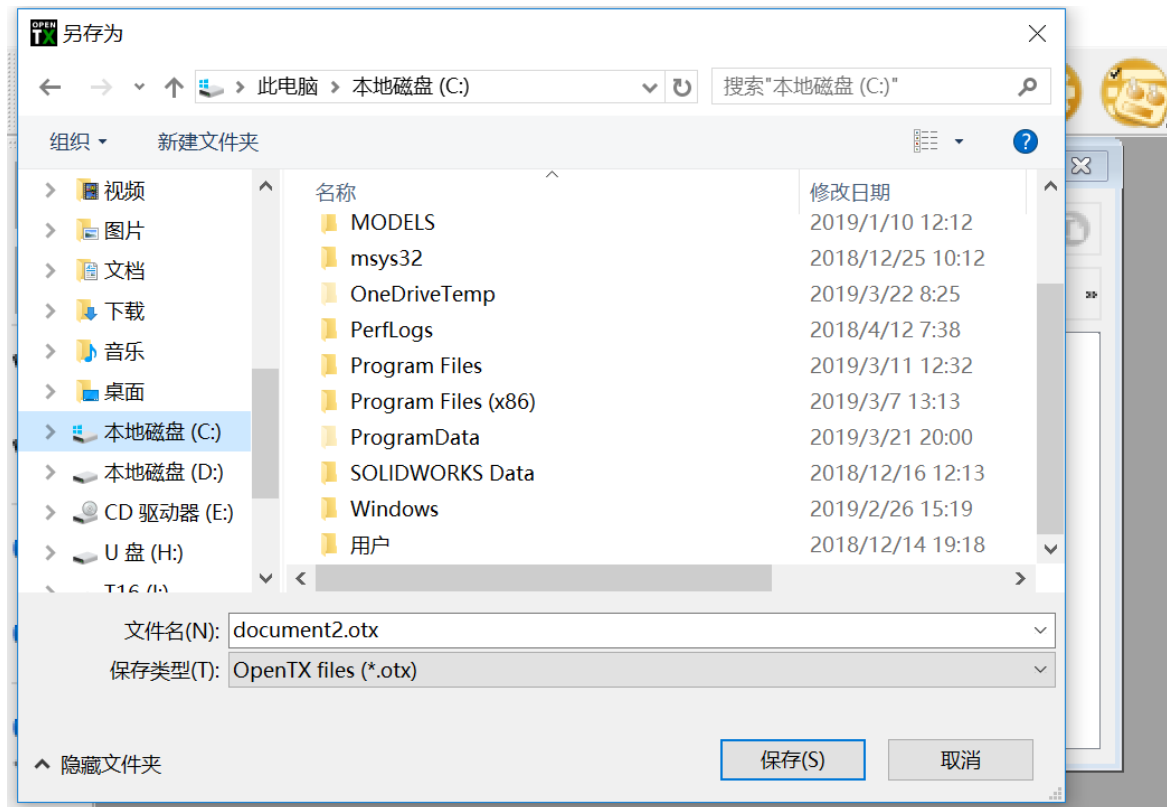 OPEN TX 另存为
此电脑 本地磁盘 (C:) 搜索"本地磁盘 (C:)"
组织 新建文件夹
名称 修改日期
视频
图片
文档
下载
音乐
桌面
本地磁盘 (C:)
本地磁盘 (D:)
CD 驱动器 (E:)
U 盘 (H:)
MODELS 2019/1/10 12:12
msys32 2018/12/25 10:12
OneDriveTemp 2019/3/22 8:25
PerfLogs 2018/4/12 7:38
Program Files 2019/3/11 12:32
Program Files (x86) 2019/3/7 13:13
ProgramData 2019/3/21 20:00
SOLIDWORKS Data 2018/12/16 12:13
Windows 2019/2/26 15:19
用户 2018/12/14 19:18
文件名(N): document2.otx
保存类型(T): OpenTX files (*.otx)
隐藏文件夹 保存(S) 取消